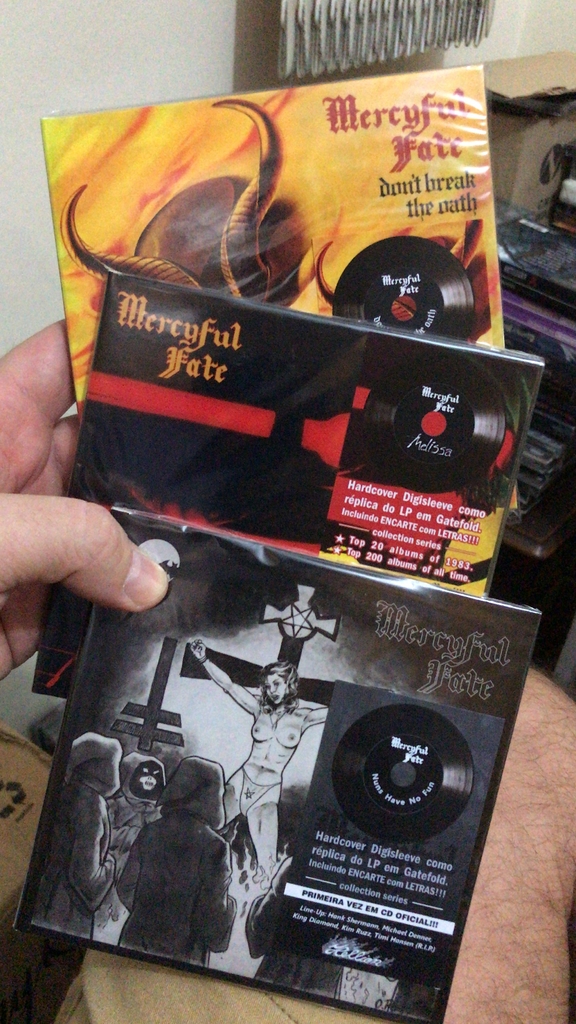 Mercyful
Fate
don't break
the oath
Mercyful
Fate
the oath
Mercyful
Fate
Mercyful
Fate
Melissa
Hardcover Digisleeve como
réplica do LP em Gatefold.
Incluindo ENCARTE com LETRAS!!!
collection series
★ Top 20 albums of 1983.
★ Top 200 albums of all time.
Mercyful
Fate
Mercyful
Fate
Nuns Have No Fun
Hardcover Digisleeve como
réplica do LP em Gatefold.
Incluindo ENCARTE com LETRAS!!!
collection series
PRIMEIRA VEZ EM CD OFICIAL!!!
Line-Up: Hank Shermann, Michael Denner,
King Diamond, Kim Ruzz, Timi Hansen (R.I.P.)